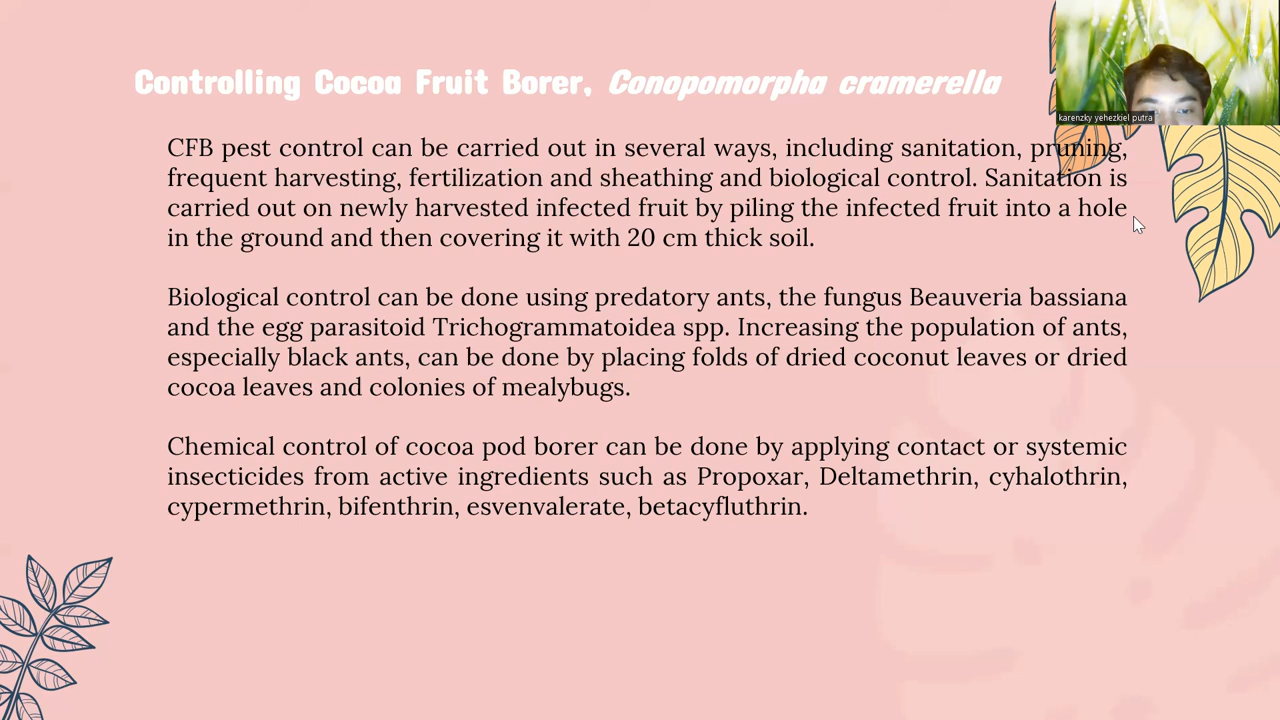 Controlling Cocoa Fruit Borer, Conopomorpha cramerella
karenzky yehezkiel putra
CFB pest control can be carried out in several ways, including sanitation, pruning,
frequent harvesting, fertilization and sheathing and biological control. Sanitation is
carried out on newly harvested infected fruit by piling the infected fruit into a hole
in the ground and then covering it with 20 cm thick soil.
Biological control can be done using predatory ants, the fungus Beauveria bassiana
and the egg parasitoid Trichogrammatoidea spp. Increasing the population of ants,
especially black ants, can be done by placing folds of dried coconut leaves or dried
cocoa leaves and colonies of mealybugs.
Chemical control of cocoa pod borer can be done by applying contact or systemic
insecticides from active ingredients such as Propoxar, Deltamethrin, cyhalothrin,
cypermethrin, bifenthrin, esvenvalerate, betacyfluthrin.